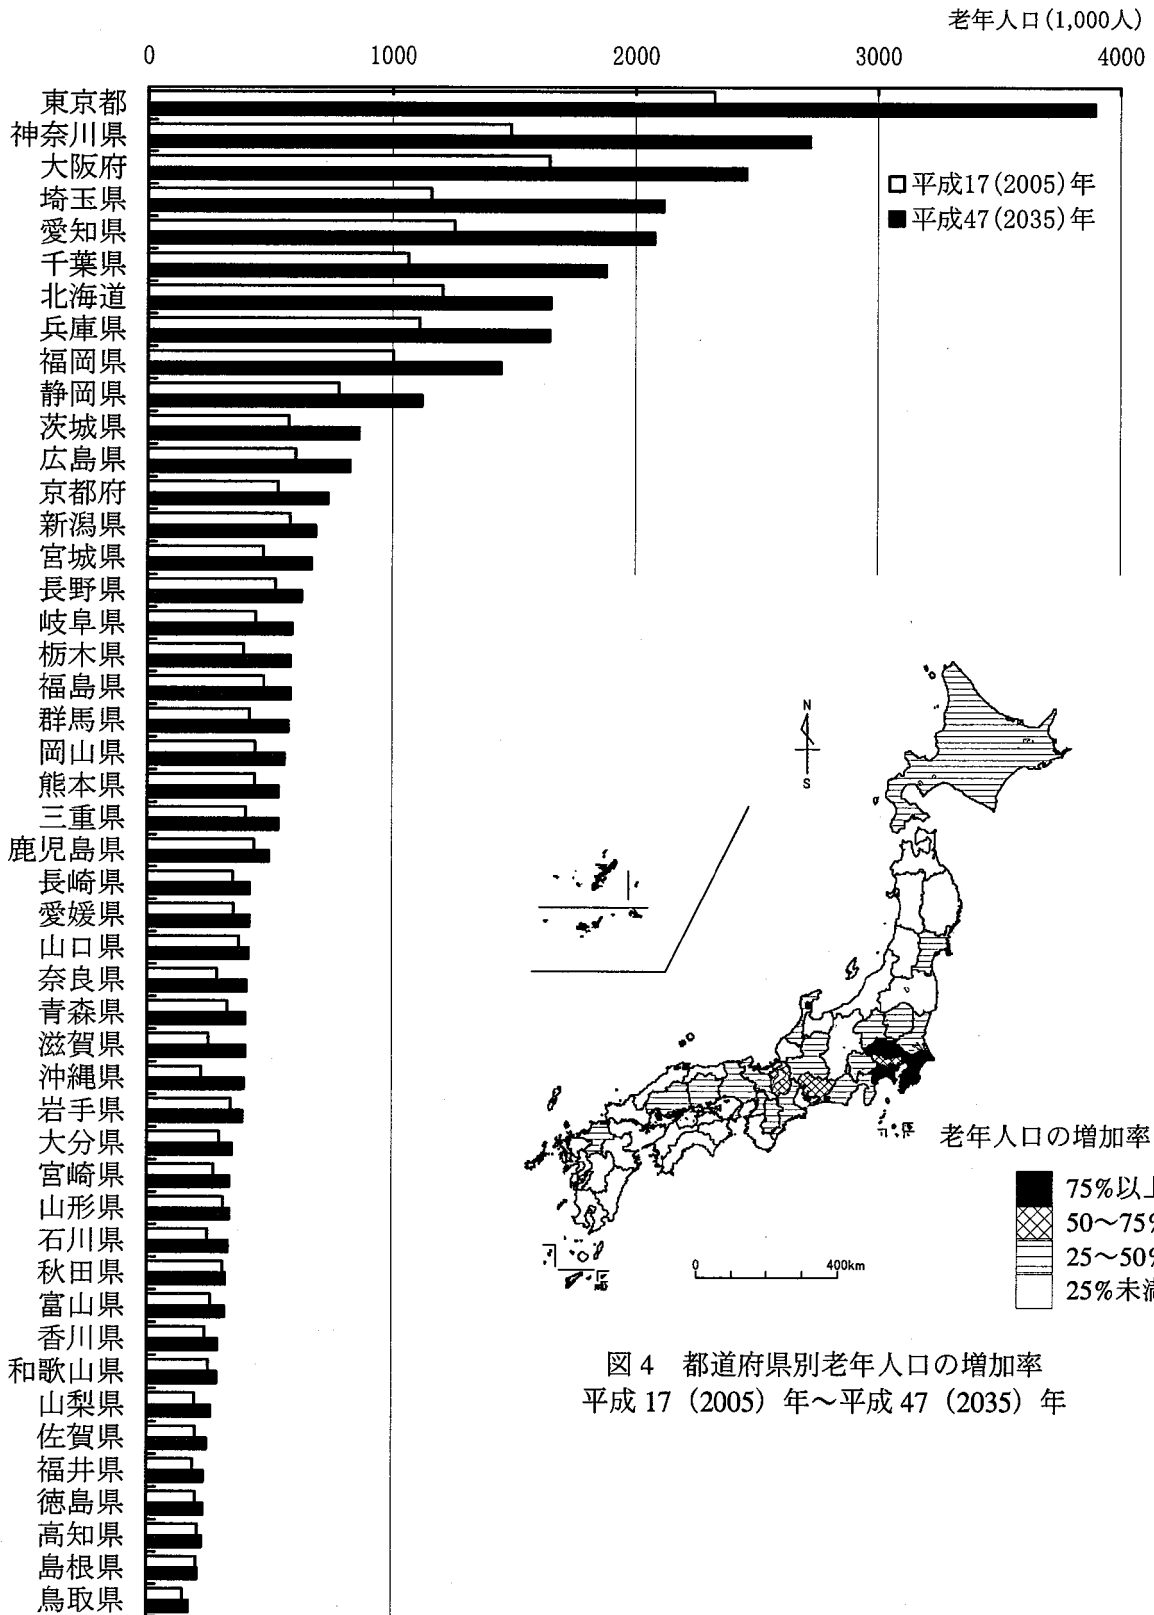 老年人口(1,000人)
0 1000 2000 3000 4000
東京都
神奈川県
大阪府
埼玉県
愛知県
千葉県
北海道
兵庫県
福岡県
静岡県
茨城県
広島県
京都府
新潟県
宮城県
長野県
岐阜県
栃木県
福島県
群馬県
岡山県
熊本県
三重県
鹿児島県
長崎県
愛媛県
山口県
奈良県
青森県
滋賀県
沖縄県
岩手県
大分県
宮崎県
山形県
石川県
秋田県
富山県
香川県
和歌山県
山梨県
佐賀県
福井県
徳島県
高知県
島根県
鳥取県
平成17(2005)年
平成47(2035)年
N
S
老年人口の増加率
75%以上
50～75%
25～50%
25%未満
0 400km
図4 都道府県別老年人口の増加率
平成17（2005）年～平成47（2035）年